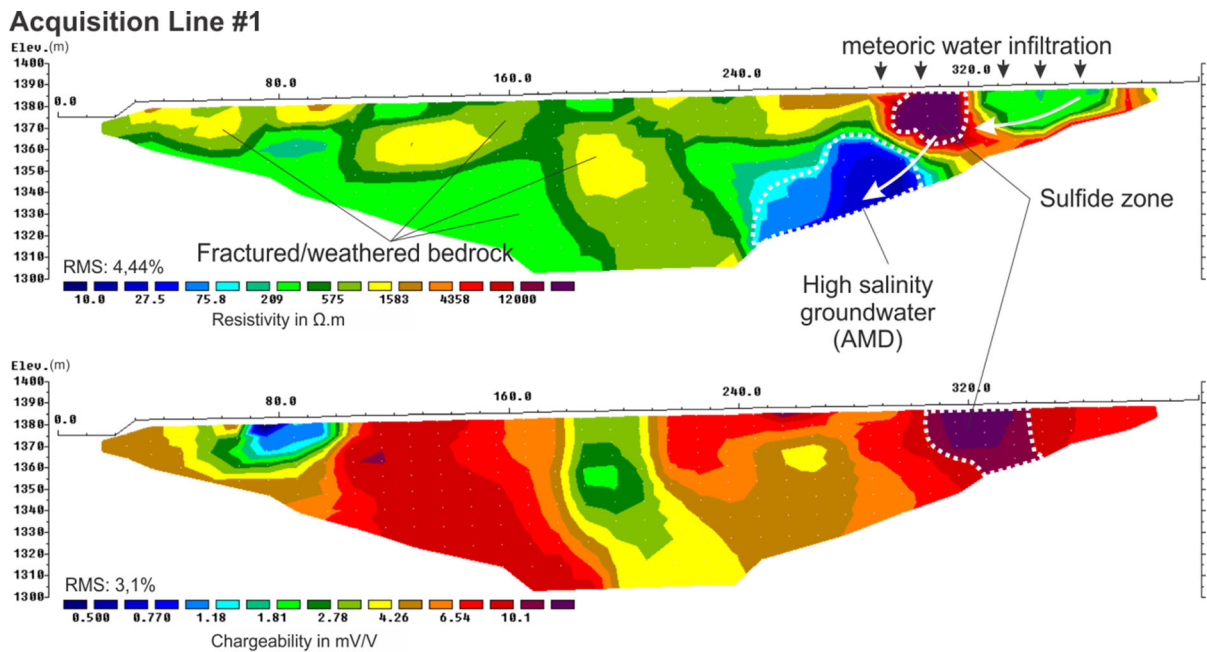 Acquisition Line #1
Elev.(m)
meteoric water infiltration
1400
1390
1380
1370
1360
1350
1340
1330
1320
1310
1300
0.0
80.0
160.0
240.0
320.0
Sulfide zone
Fractured/weathered bedrock
High salinity
groundwater
(AMD)
RMS: 4,44%
10.0 27.5 75.8 209 575 1583 4358 12000
Resistivity in Ω.m
Elev.(m)
1400
1390
1380
1370
1360
1350
1340
1330
1320
1310
1300
0.0
80.0
160.0
240.0
320.0
RMS: 3,1%
0.500 0.770 1.18 1.81 2.78 4.26 6.54 10.1
Chargeability in mV/V